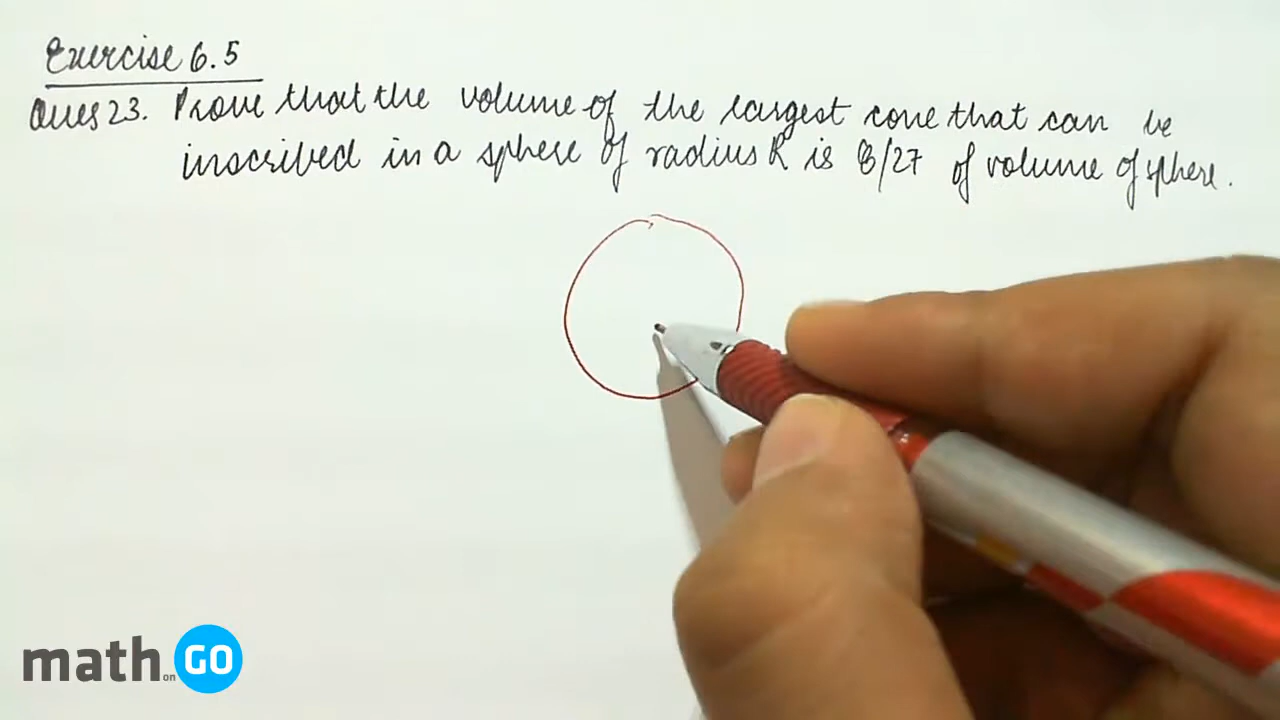 Exercise 6.5
Ques 23. Prove that the volume of the largest cone that can be
inscribed in a sphere of radius R is 8/27 of volume of sphere.
math on GO